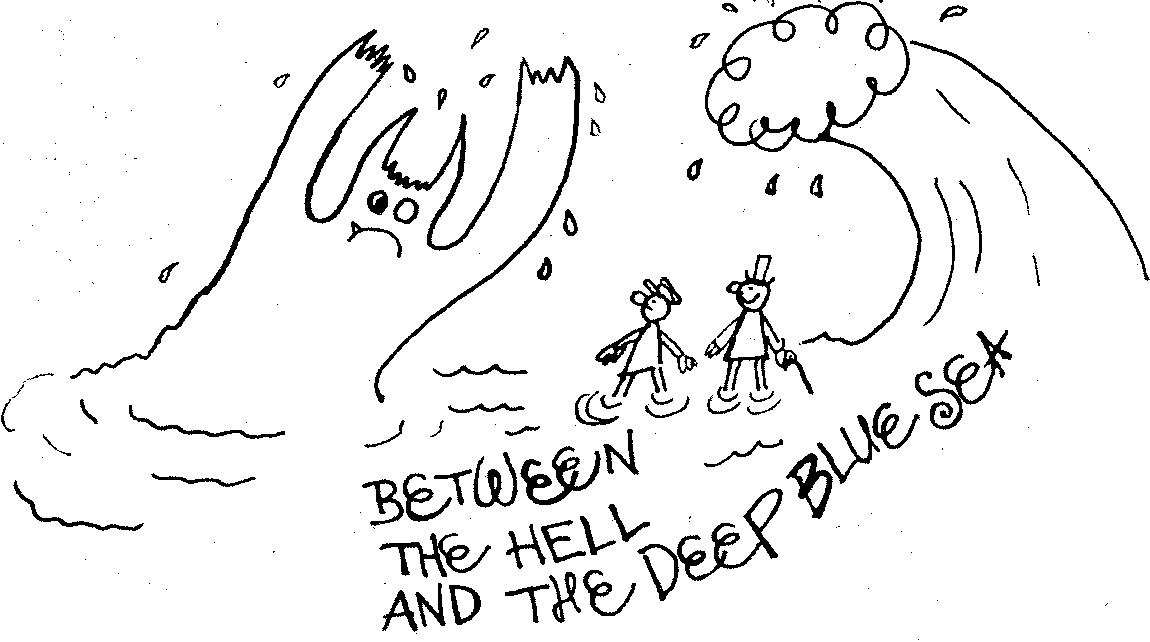 BETWEEN
THE HELL
AND THE DEEP BLUE SEA